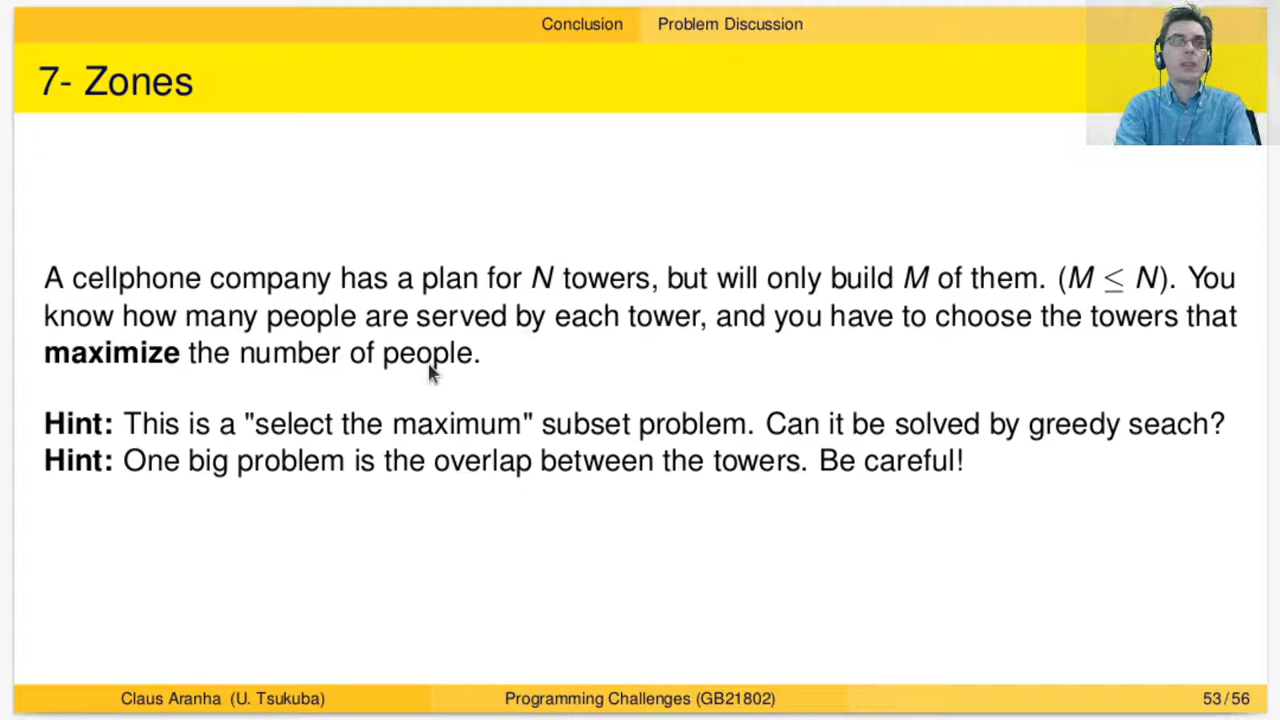 Conclusion Problem Discussion
7- Zones
A cellphone company has a plan for N towers, but will only build M of them. (M ≤ N). You
know how many people are served by each tower, and you have to choose the towers that
maximize the number of people.
Hint: This is a "select the maximum" subset problem. Can it be solved by greedy seach?
Hint: One big problem is the overlap between the towers. Be careful!
Claus Aranha (U. Tsukuba) Programming Challenges (GB21802) 53 / 56